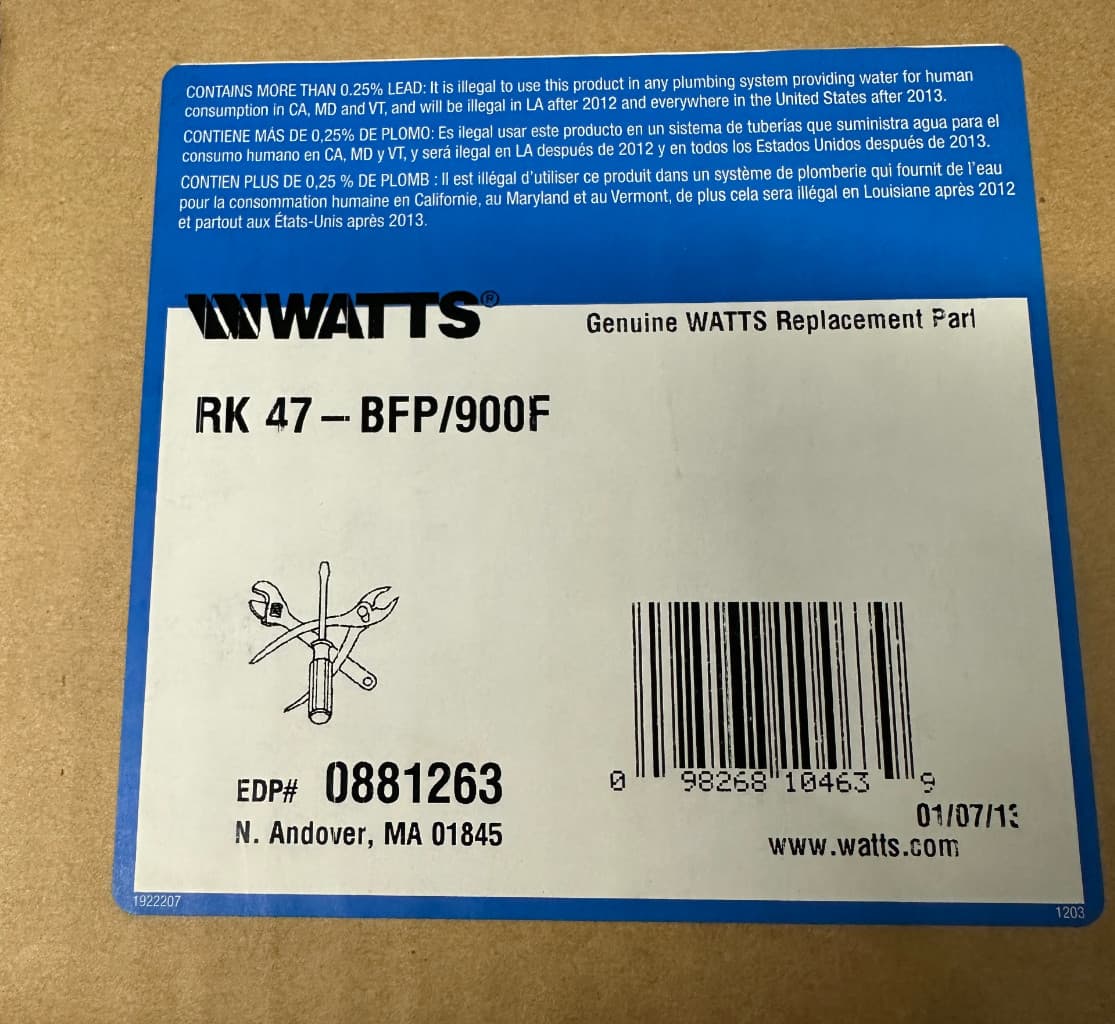 CONTAINS MORE THAN 0.25% LEAD: It is illegal to use this product in any plumbing system providing water for human
consumption in CA, MD and VT, and will be illegal in LA after 2012 and everywhere in the United States after 2013.
CONTIENE MÁS DE 0,25% DE PLOMO: Es ilegal usar este producto en un sistema de tuberías que suministra agua para el
consumo humano en CA, MD y VT, y será ilegal en LA después de 2012 y en todos los Estados Unidos después de 2013.
CONTIEN PLUS DE 0,25 % DE PLOMB : Il est illégal d'utiliser ce produit dans un système de plomberie qui fournit de l'eau
pour la consommation humaine en Californie, au Maryland et au Vermont, de plus cela sera illégal en Louisiane après 2012
et partout aux États-Unis après 2013.
WATTS®
Genuine WATTS Replacement Part
RK 47 – BFP/900F
EDP# 0881263
N. Andover, MA 01845
0 98268 10463 9
01/07/13
www.watts.com
1922207
1203